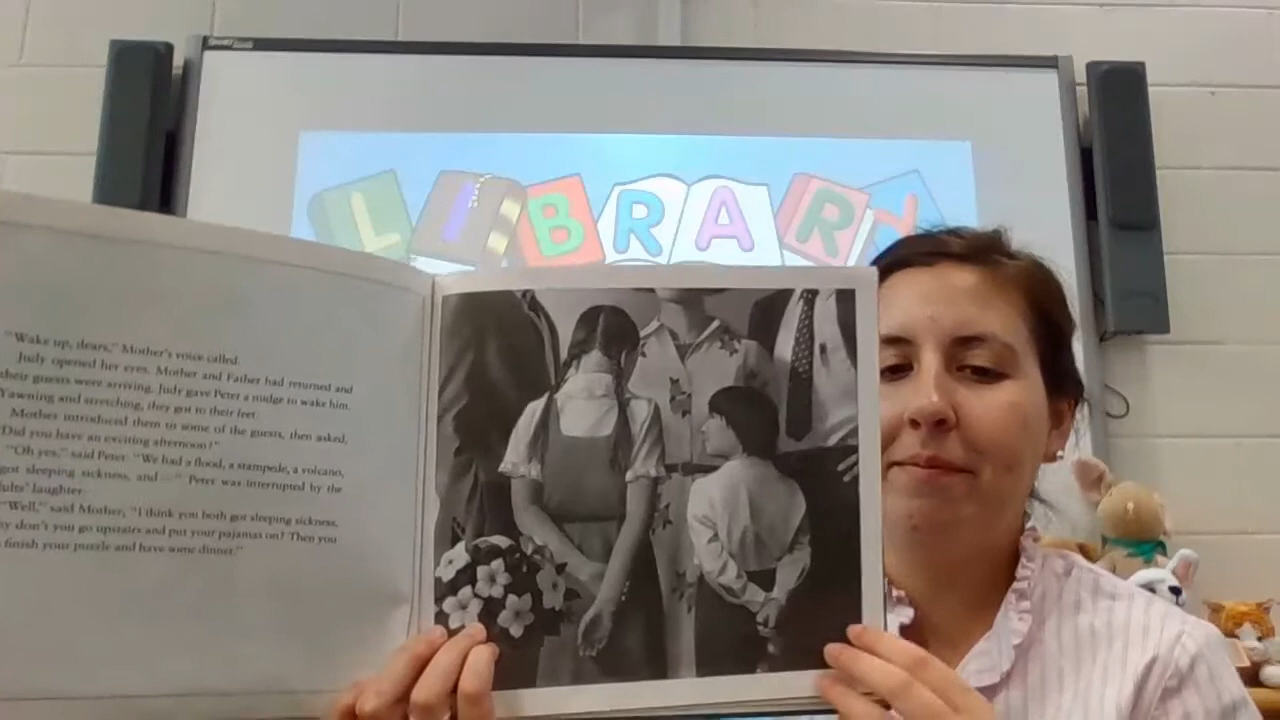 LIBRARY
"Wake up, dears," Mother's voice called.
Judy opened her eyes. Mother and Father had returned and
their guests were arriving. Judy gave Peter a nudge to wake him.
Yawning and stretching, they got to their feet.
Mother introduced them to some of the guests, then asked,
"Did you have an exciting afternoon?"
"Oh yes," said Peter. "We had a flood, a stampede, a volcano,
got sleeping sickness, and—" Peter was interrupted by the
adults' laughter.
"Well," said Mother, "I think you both got sleeping sickness.
Why don't you go upstairs and put your pajamas on? Then you
finish your puzzle and have some dinner."